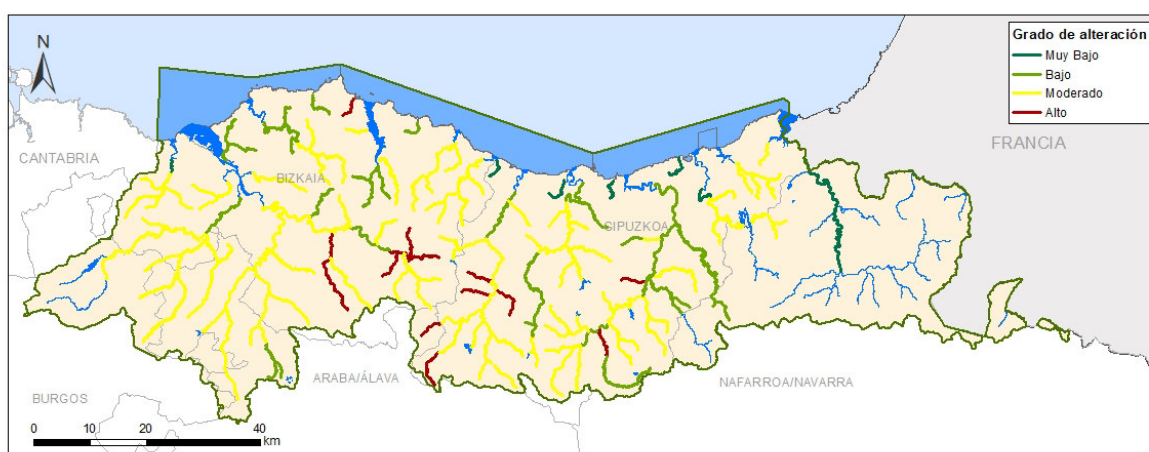 N
Grado de alteración
Muy Bajo
Bajo
Moderado
Alto
FRANCIA
CANTABRIA
BIZKAIA
GIPUZKOA
ARABA/ÁLAVA
NAFARROA/NAVARRA
BURGOS
0 10 20 40
km